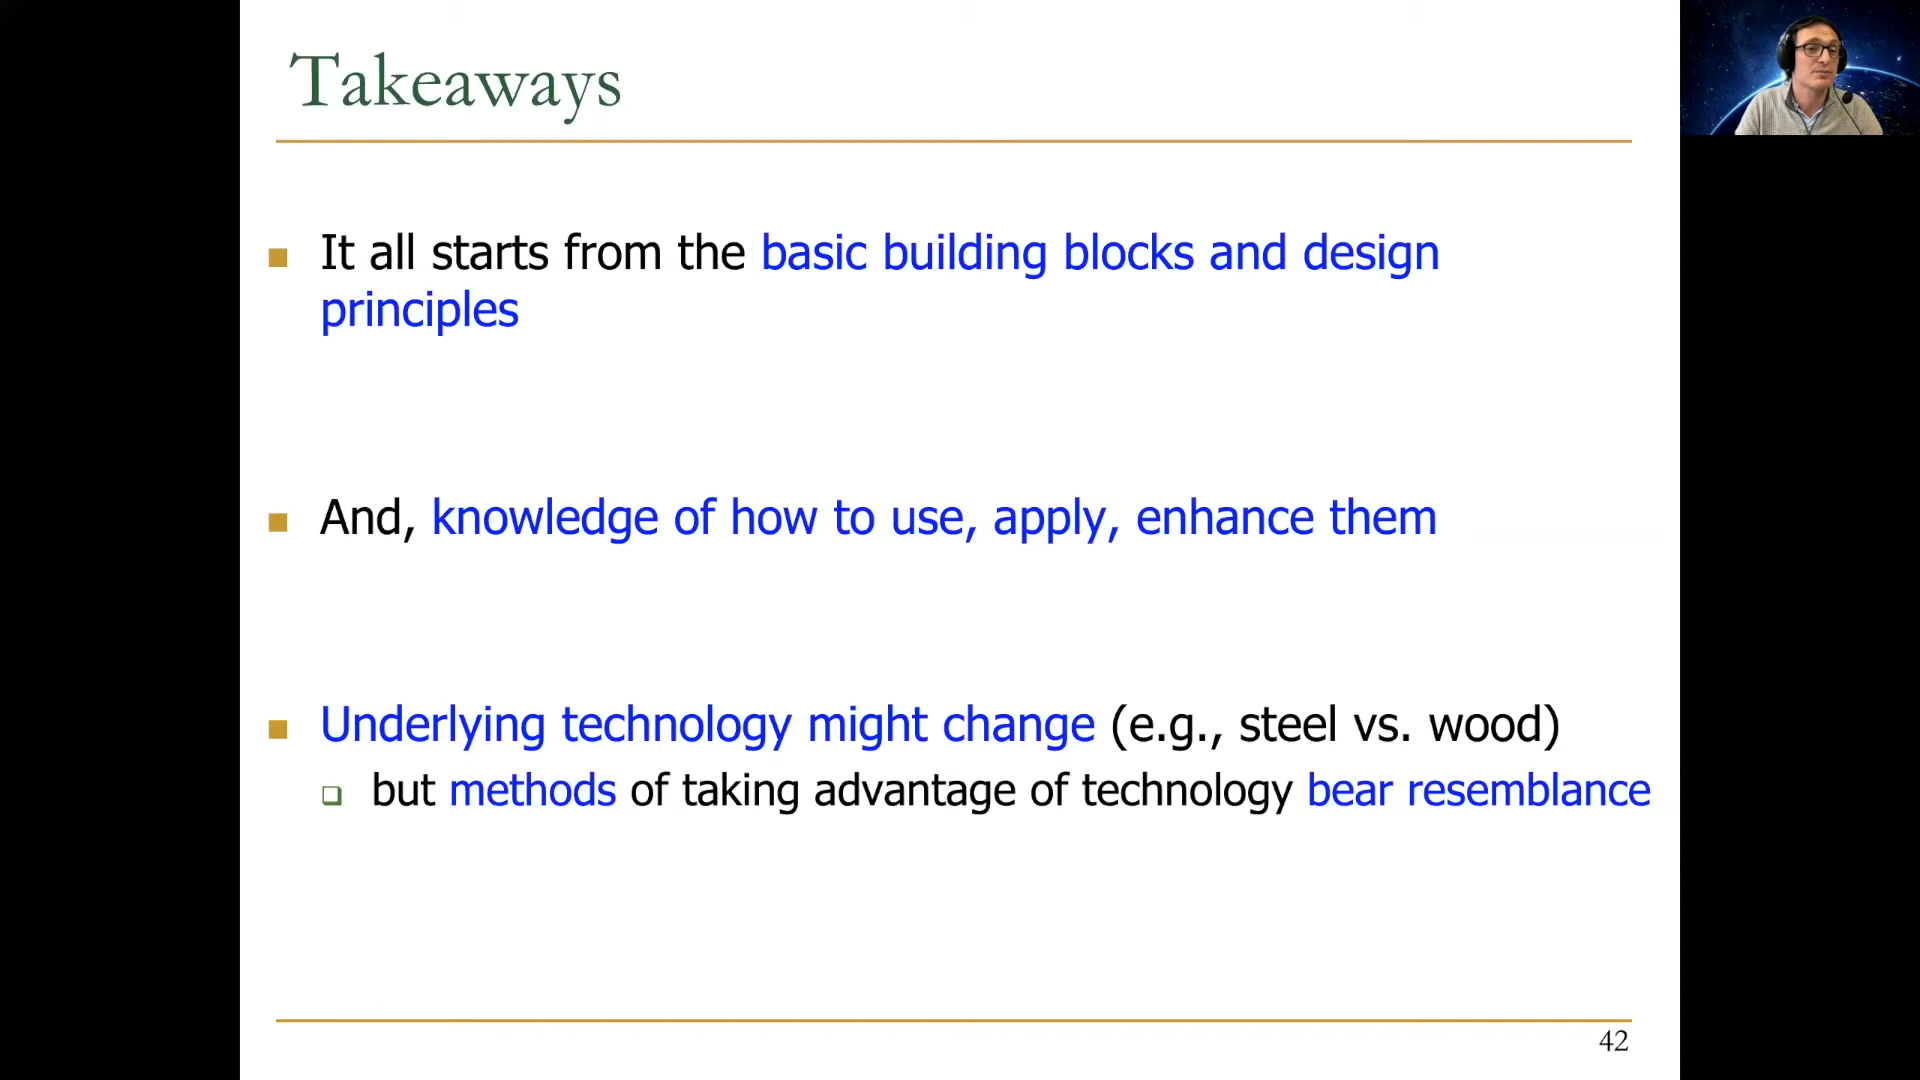 Takeaways
It all starts from the basic building blocks and design
principles
And, knowledge of how to use, apply, enhance them
Underlying technology might change (e.g., steel vs. wood)
but methods of taking advantage of technology bear resemblance
42